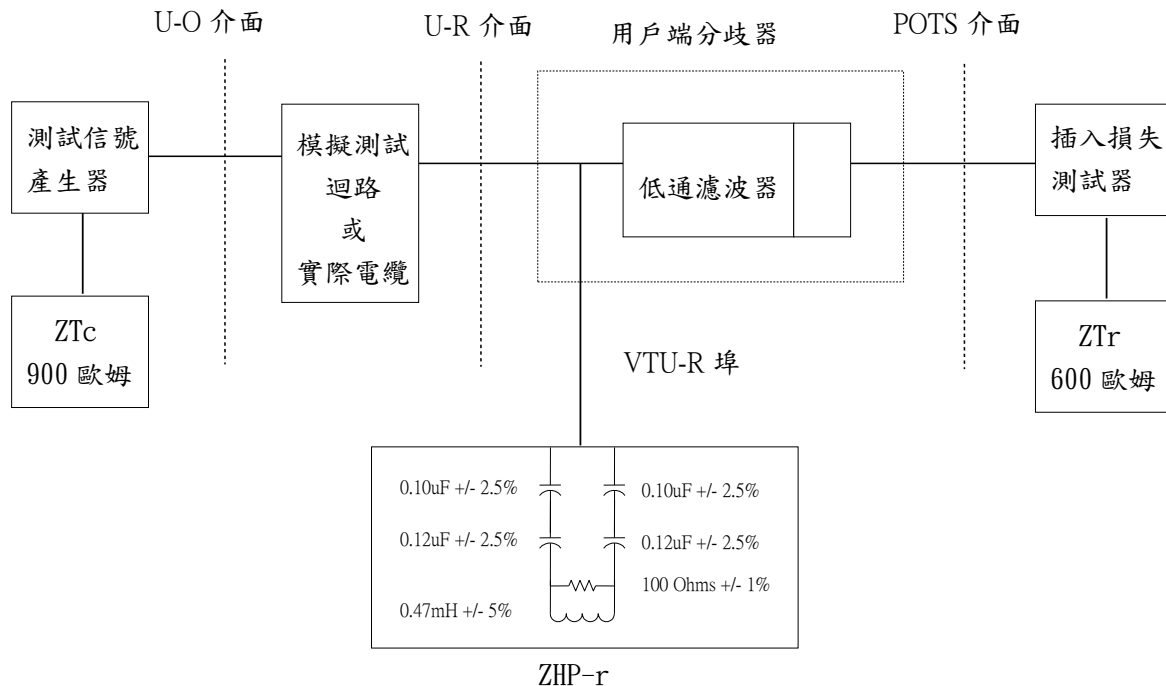 U-O 介面
U-R 介面
用戶端分歧器
POTS 介面
測試信號
產生器
模擬測試
迴路
或
實際電纜
低通濾波器
插入損失
測試器
ZTc
900 歐姆
ZTr
600 歐姆
VTU-R 埠
0.10uF +/- 2.5%
0.10uF +/- 2.5%
0.12uF +/- 2.5%
0.12uF +/- 2.5%
100 Ohms +/- 1%
0.47mH +/- 5%
ZHP-r